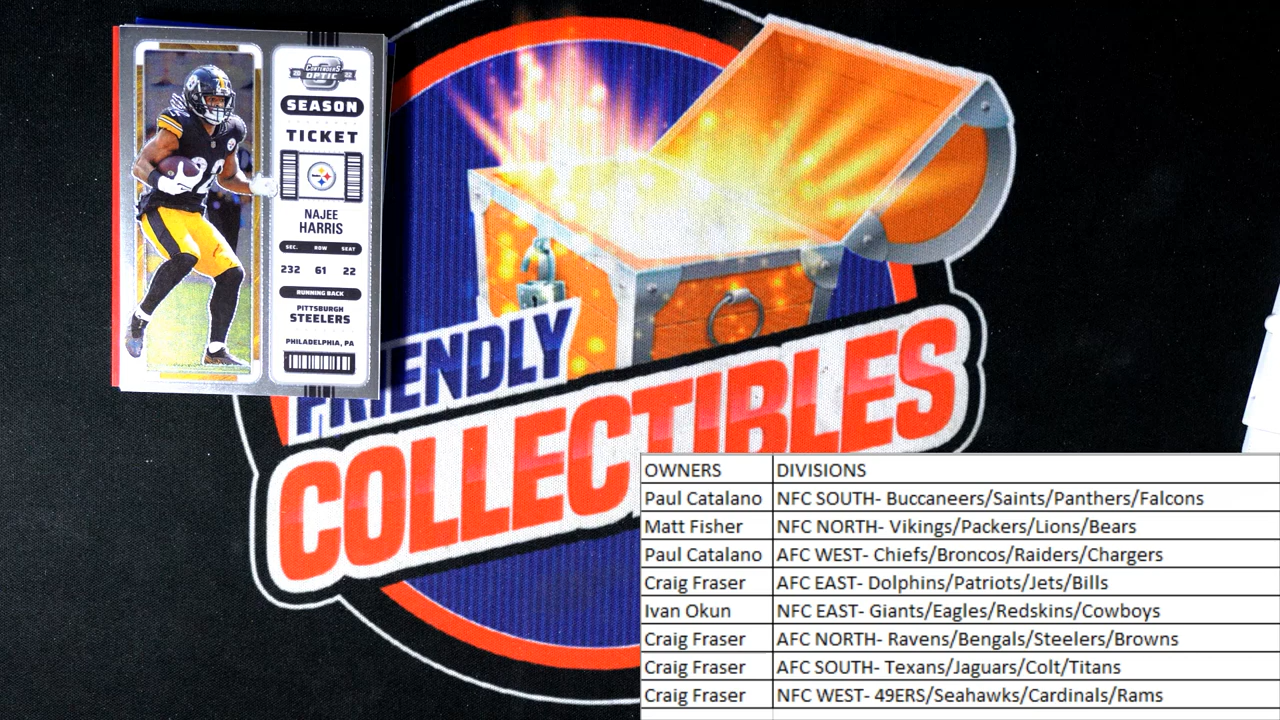 20 CONTENDERS 22
OPTIC
SEASON
TICKET
NAJEE
HARRIS
SEC. ROW SEAT
232 61 22
RUNNING BACK
PITTSBURGH
STEELERS
PHILADELPHIA, PA
FRIENDLY
COLLECTIBLES
OWNERS DIVISIONS
Paul Catalano NFC SOUTH- Buccaneers/Saints/Panthers/Falcons
Matt Fisher NFC NORTH- Vikings/Packers/Lions/Bears
Paul Catalano AFC WEST- Chiefs/Broncos/Raiders/Chargers
Craig Fraser AFC EAST- Dolphins/Patriots/Jets/Bills
Ivan Okun NFC EAST- Giants/Eagles/Redskins/Cowboys
Craig Fraser AFC NORTH- Ravens/Bengals/Steelers/Browns
Craig Fraser AFC SOUTH- Texans/Jaguars/Colt/Titans
Craig Fraser NFC WEST- 49ERS/Seahawks/Cardinals/Rams